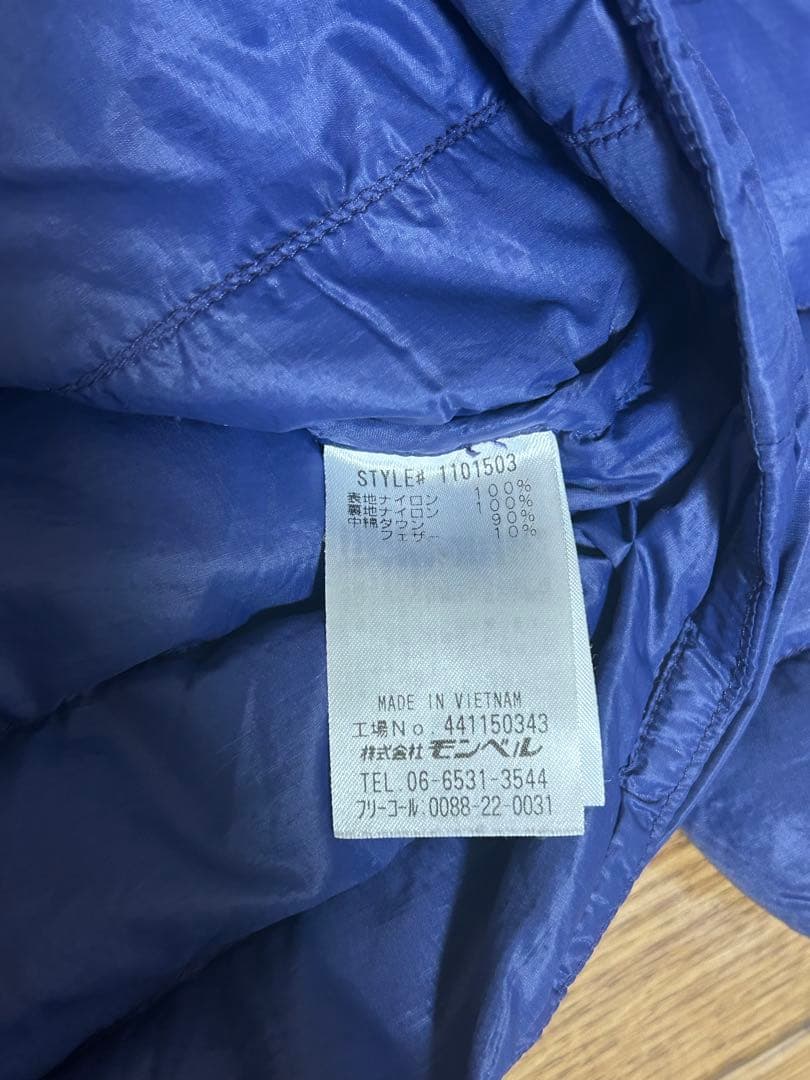 STYLE# 1101503
表地ナイロン 100%
裏地ナイロン 100%
中綿ダウン 90%
フェザー 10%
MADE IN VIETNAM
工場No. 441150343
株式会社 モンベル
TEL.06-6531-3544
フリーコール.0088-22-0031